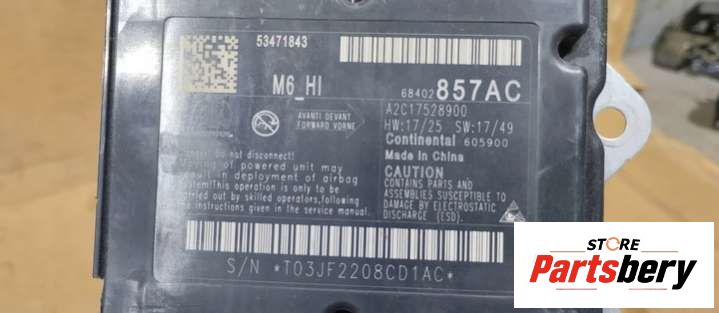 53471843
M6_HI
68402857AC
AVANTI DEVANT
FORWARD VORNE
A2C17528900
HW:17/25 SW:17/49
Continental 605900
Made in China
Do not disconnect!
of powered unit may
result in deployment of airbag
system!This operation is only to be
carried out by skilled operators,following
instructions given in the service manual.
CAUTION
CONTAINS PARTS AND
ASSEMBLIES SUSCEPTIBLE TO
DAMAGE BY ELECTROSTATIC
DISCHARGE (ESD).
S/N *T03JF2208CD1AC*
STORE
Partsbery